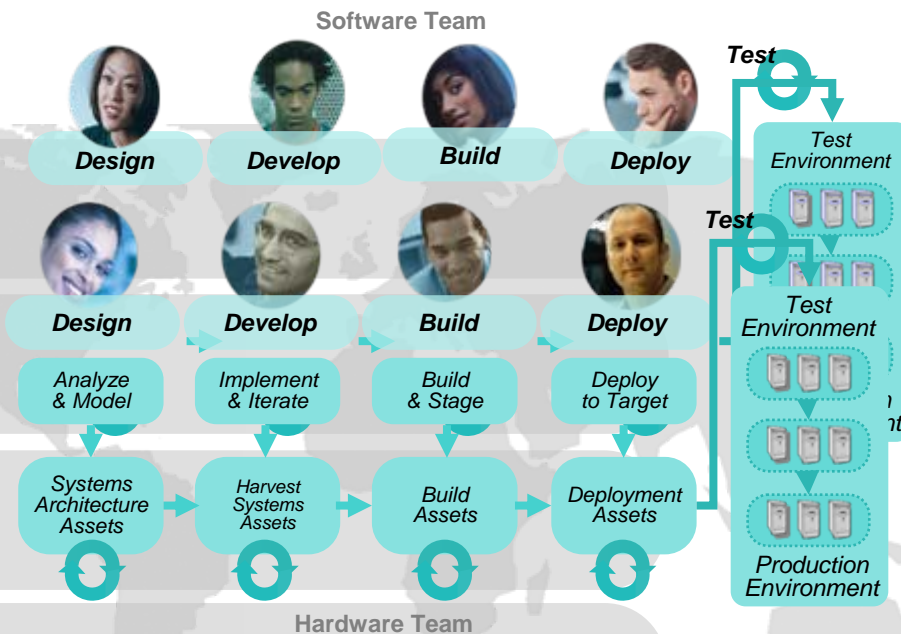 Software Team
Test
Design
Develop
Build
Deploy
Test
Environment
Test
Design
Develop
Build
Deploy
Test
Environment
Analyze
& Model
Implement
& Iterate
Build
& Stage
Deploy
to Target
Systems
Architecture
Assets
Harvest
Systems
Assets
Build
Assets
Deployment
Assets
Production
Environment
Hardware Team